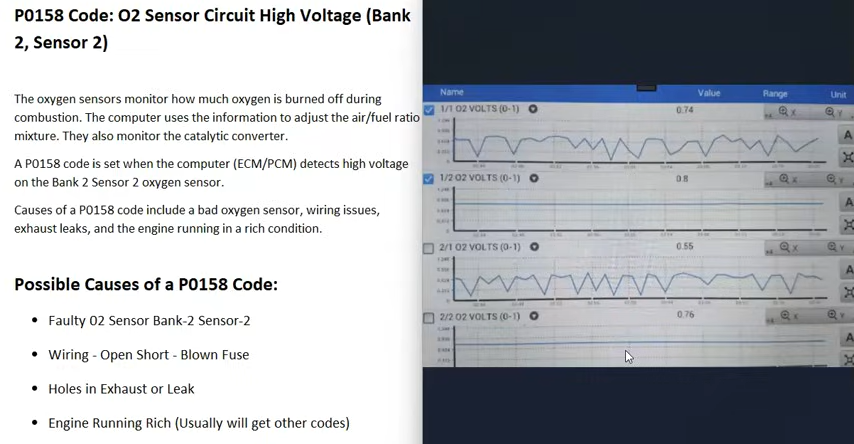 P0158 Code: O2 Sensor Circuit High Voltage (Bank
2, Sensor 2)
The oxygen sensors monitor how much oxygen is burned off during
combustion. The computer uses the information to adjust the air/fuel ratio
mixture. They also monitor the catalytic converter.
A P0158 code is set when the computer (ECM/PCM) detects high voltage
on the Bank 2 Sensor 2 oxygen sensor.
Causes of a P0158 code include a bad oxygen sensor, wiring issues,
exhaust leaks, and the engine running in a rich condition.
Possible Causes of a P0158 Code:
• Faulty 02 Sensor Bank-2 Sensor-2
• Wiring - Open Short - Blown Fuse
• Holes in Exhaust or Leak
• Engine Running Rich (Usually will get other codes)
Name Value Range Unit
1/1 O2 VOLTS (0-1) 0.74 X Y
A
1/2 O2 VOLTS (0-1) 0.8 X Y
A
2/1 O2 VOLTS (0-1) 0.55 X Y
A
2/2 O2 VOLTS (0-1) 0.76 X Y
A